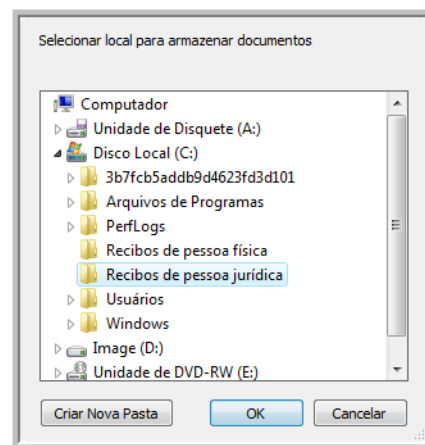 Selecionar local para armazenar documentos
Computador
Unidade de Disquete (A:)
Disco Local (C:)
3b7fcb5addb9d4623fd3d101
Arquivos de Programas
PerfLogs
Recibos de pessoa física
Recibos de pessoa jurídica
Usuários
Windows
Image (D:)
Unidade de DVD-RW (E:)
Criar Nova Pasta OK Cancelar